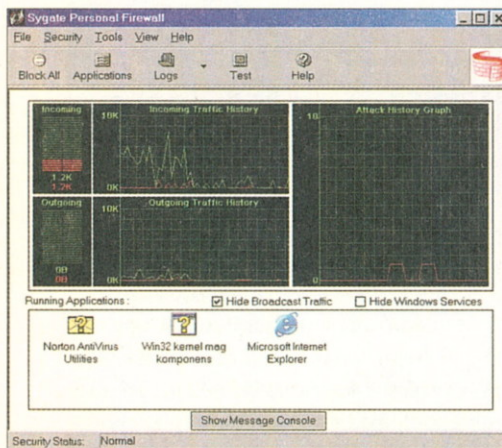 Sygate Personal Firewall
File Security Tools View Help
Block All Applications Logs Test Help
Incoming
1.2K
1.2K
Incoming Traffic History
10K
0K
Attack History Graph
10
0
Outgoing
0B
0B
Outgoing Traffic History
10K
0K
Running Applications : Hide Broadcast Traffic Hide Windows Services
Norton AntiVirus Utilities
Win32 kernel mag komponens
Microsoft Internet Explorer
Show Message Console
Security Status: Normal